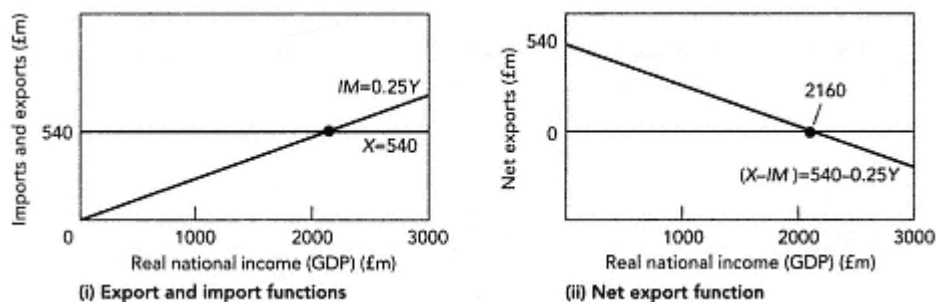 Imports and exports (£m)
540
IM=0.25Y
X=540
0
1000
2000
3000
Real national income (GDP) (£m)
(i) Export and import functions
Net exports (£m)
540
0
2160
(X–IM)=540–0.25Y
1000
2000
3000
Real national income (GDP) (£m)
(ii) Net export function